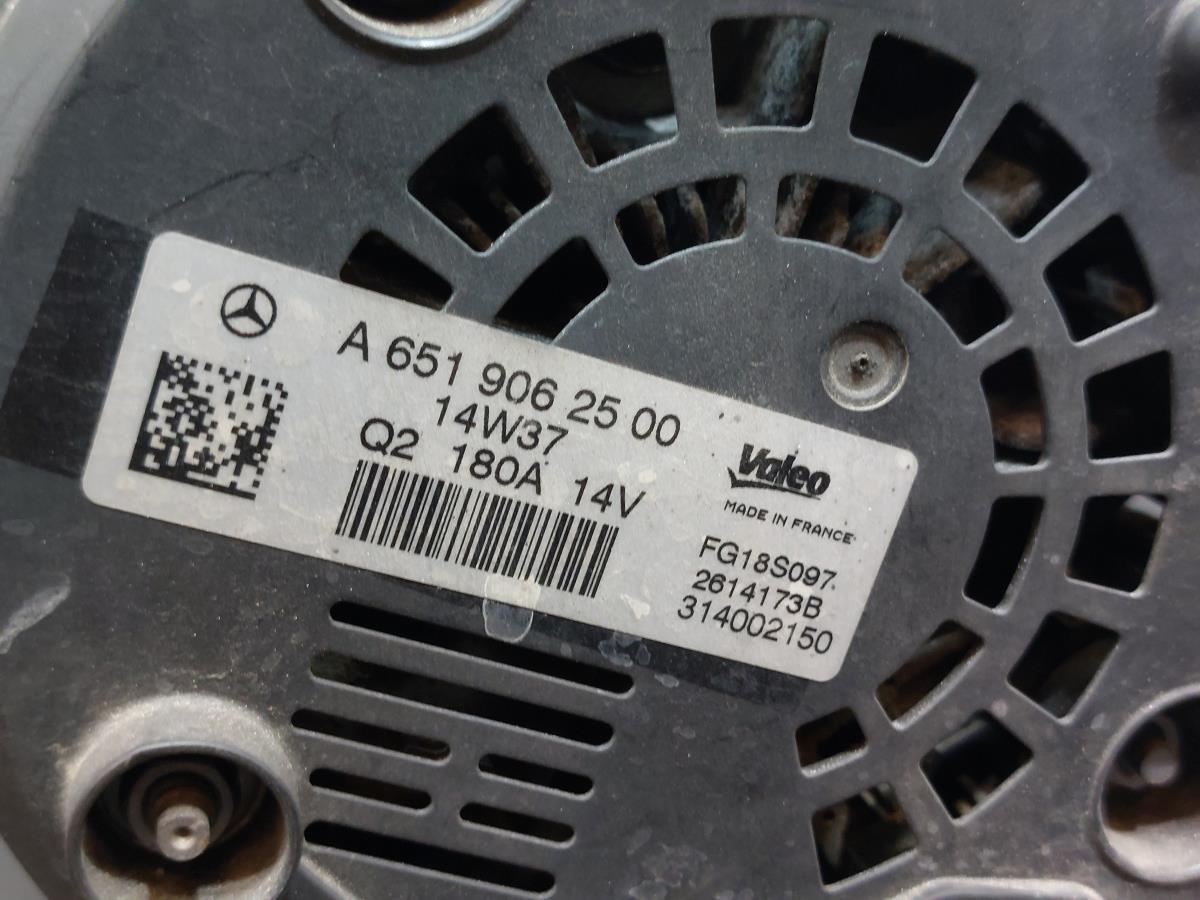 A 651 906 25 00
14W37
Q2 180A 14V
Valeo
MADE IN FRANCE
FG18S097
2614173B
314002150